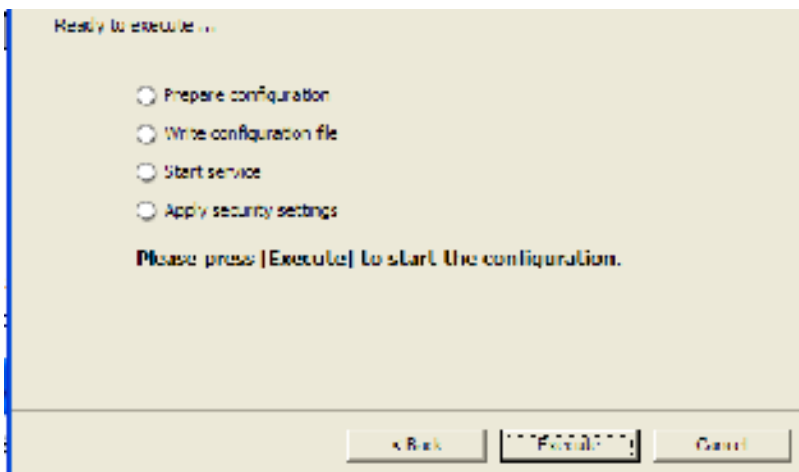 Ready to execute ...
Prepare configuration
Write configuration file
Start service
Apply security settings
Please press [Execute] to start the configuration.
< Back
Execute
Cancel